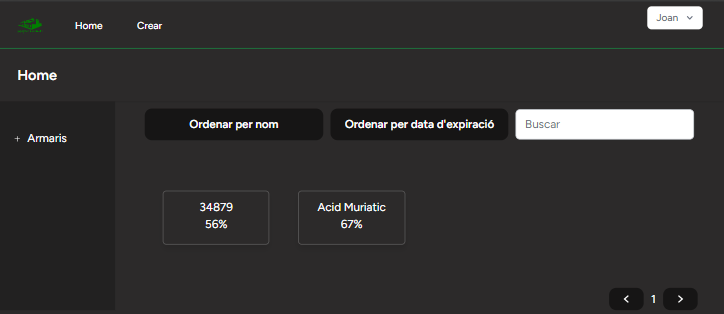 Home
Crear
Joan
Home
+ Armaris
Ordenar per nom
Ordenar per data d'expiració
Buscar
34879
56%
Acid Muriatic
67%
1